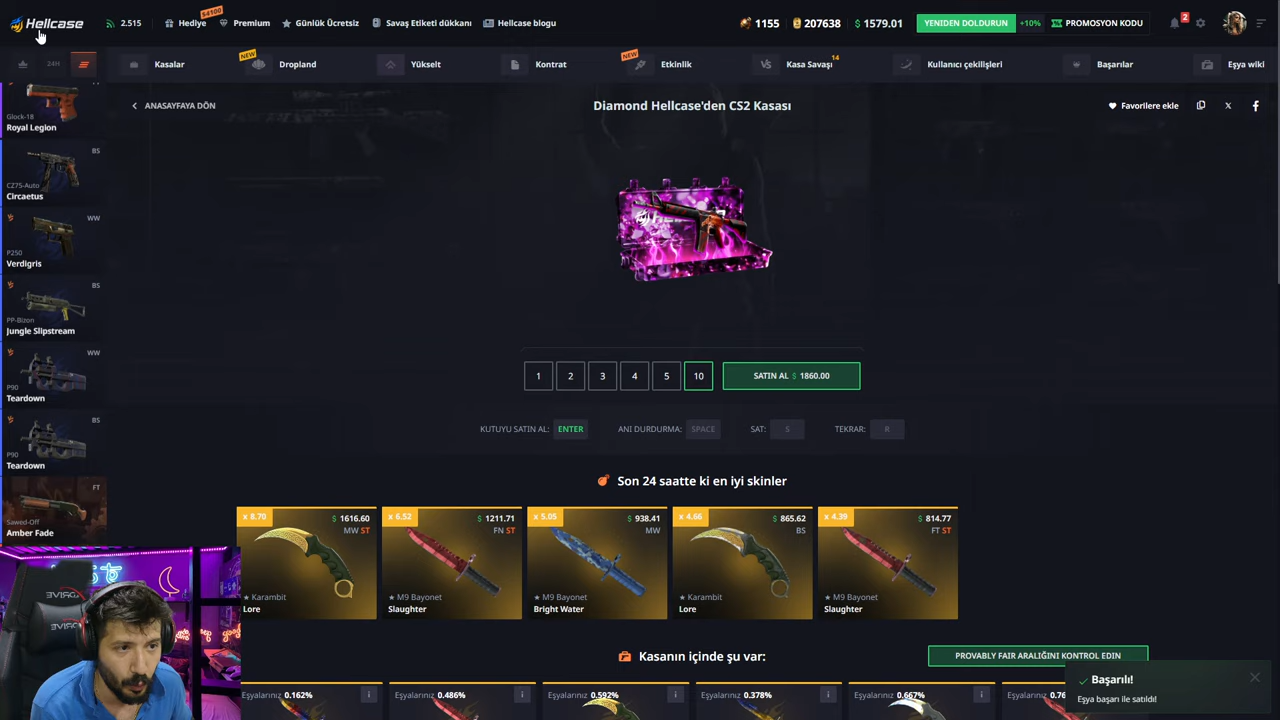 Hellcase
2.515
Hediye
$4100
Premium
Günlük Ücretsiz
Savaş Etiketi dükkanı
Hellcase blogu
1155
207638
$ 1579.01
YENİDEN DOLDURUN
+10%
PROMOSYON KODU
2
24H
Kasalar
NEW
Dropland
Yükselt
Kontrat
NEW
Etkinlik
VS
Kasa Savaşı
14
Kullanıcı çekilişleri
Başarılar
Eşya wiki
ANASAYFAYA DÖN
Diamond Hellcase'den CS2 Kasası
Favorilere ekle
Glock-18
Royal Legion
BS
CZ75-Auto
Circaetus
WW
P250
Verdigris
BS
PP-Bizon
Jungle Slipstream
WW
P90
Teardown
BS
P90
Teardown
FT
Sawed-Off
Amber Fade
1
2
3
4
5
10
SATIN AL $ 1860.00
KUTUYU SATIN AL:
ENTER
ANI DURDURMA:
SPACE
SAT:
S
TEKRAR:
R
Son 24 saatte ki en iyi skinler
x 8.70
$ 1616.60
MW ST
★ Karambit
Lore
x 6.52
$ 1211.71
FN ST
★ M9 Bayonet
Slaughter
x 5.05
$ 938.41
MW
★ M9 Bayonet
Bright Water
x 4.66
$ 865.62
BS
★ Karambit
Lore
x 4.39
$ 814.77
FT ST
★ M9 Bayonet
Slaughter
Kasanın içinde şu var:
PROVABLY FAIR ARALIĞINI KONTROL EDIN
Eşyalarınız 0.162%
Eşyalarınız 0.486%
Eşyalarınız 0.592%
Eşyalarınız 0.378%
Eşyalarınız 0.667%
Eşyalarınız
Başarılı!
Eşya başarı ile satıldı!